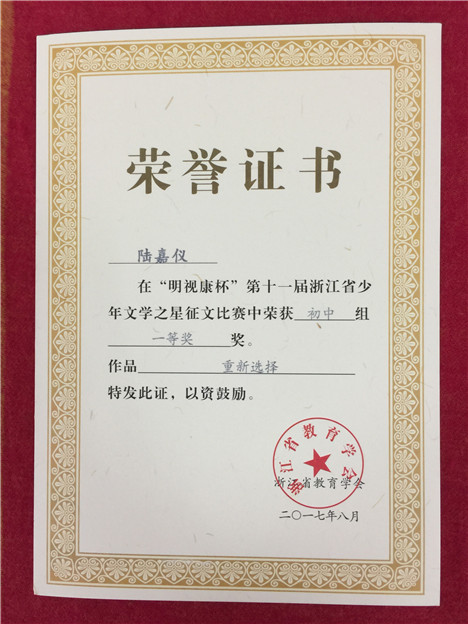 荣誉证书
陆嘉仪
在“明视康杯”第十一届浙江省少
年文学之星征文比赛中荣获初中组
一等奖奖。
作品重新选择
特发此证，以资鼓励。
浙江省教育学会
浙江省教育学会
二〇一七年八月